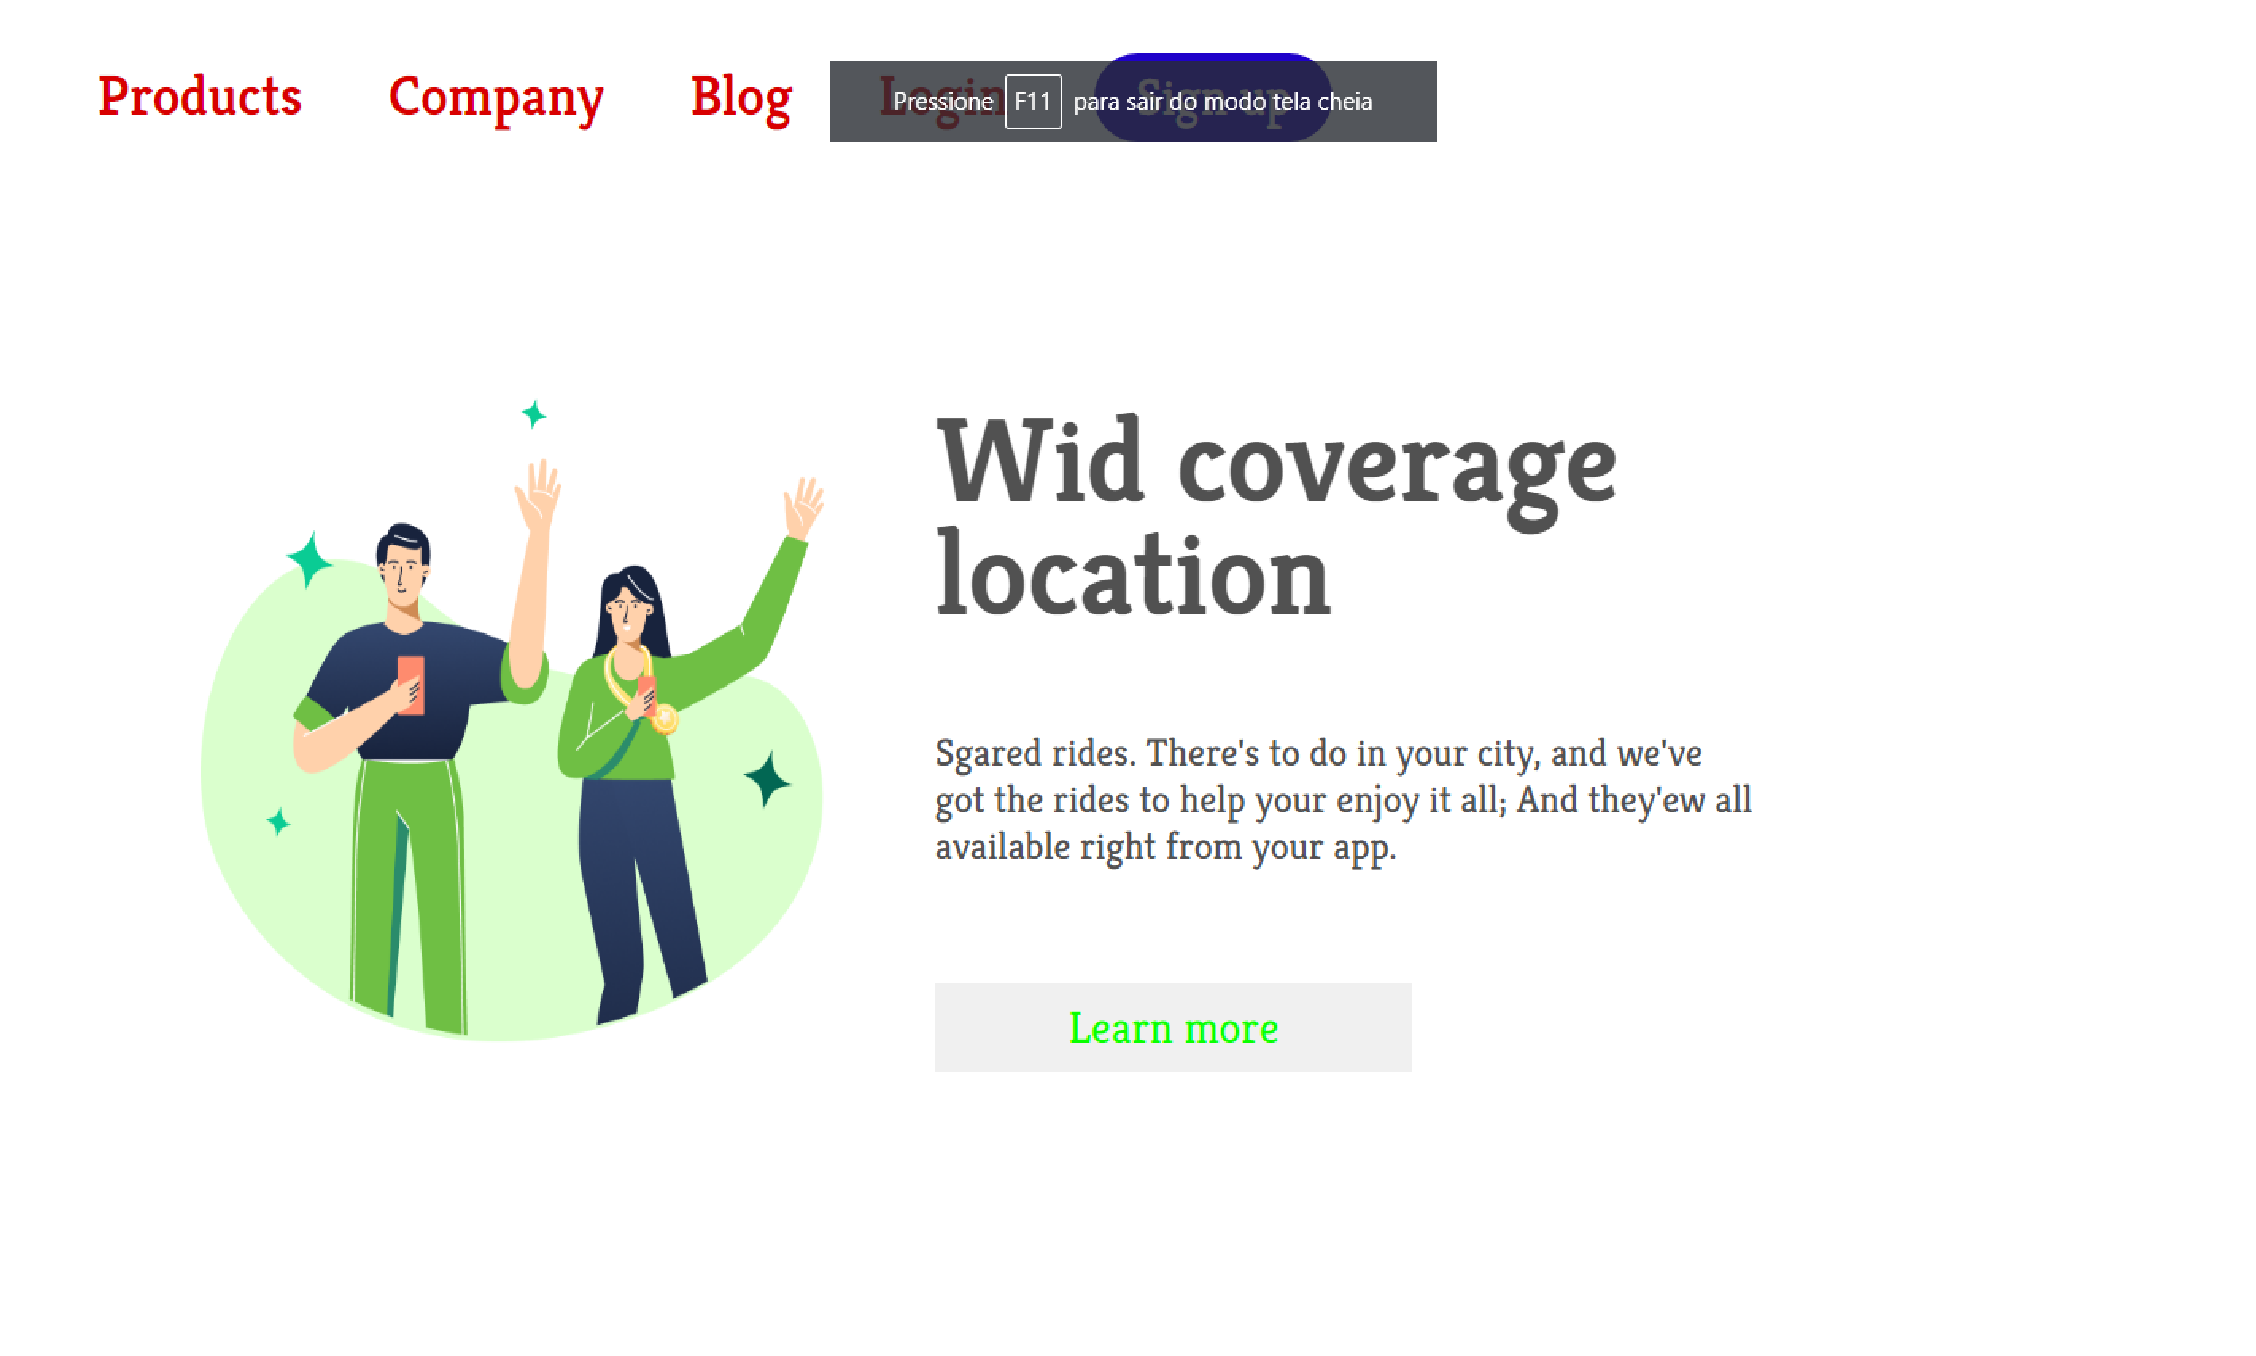 Products Company Blog Login Sign up
Pressione F11 para sair do modo tela cheia
Wid coverage
location
Sgared rides. There's to do in your city, and we've
got the rides to help your enjoy it all; And they'ew all
available right from your app.
Learn more